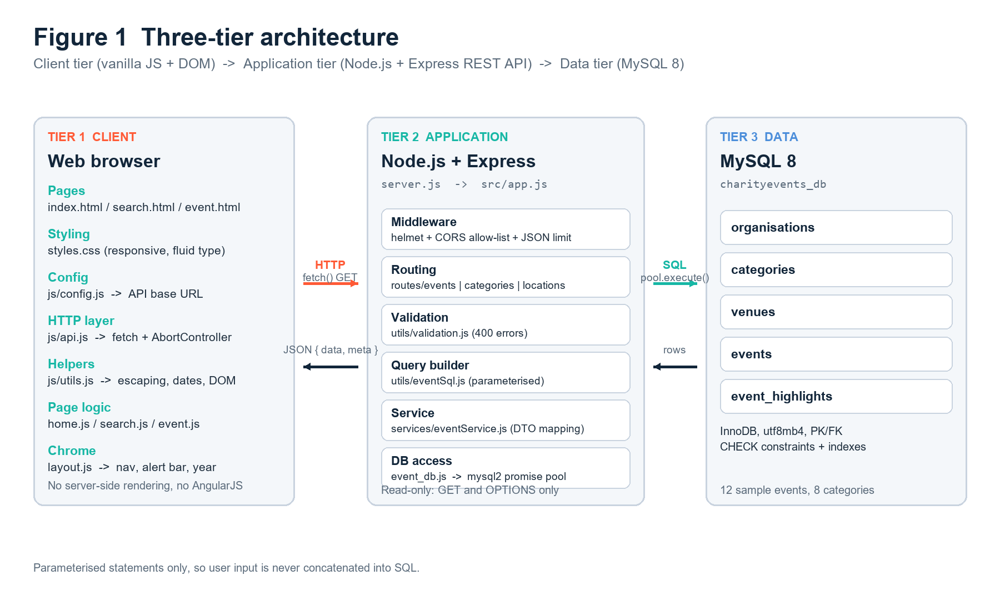 Figure 1  Three-tier architecture
Client tier (vanilla JS + DOM)  ->  Application tier (Node.js + Express REST API)  ->  Data tier (MySQL 8)
TIER 1  CLIENT
Web browser
Pages
index.html / search.html / event.html
Styling
styles.css (responsive, fluid type)
Config
js/config.js  ->  API base URL
HTTP layer
js/api.js  ->  fetch + AbortController
Helpers
js/utils.js  ->  escaping, dates, DOM
Page logic
home.js / search.js / event.js
Chrome
layout.js  ->  nav, alert bar, year
No server-side rendering, no AngularJS
HTTP
fetch() GET
JSON { data, meta }
TIER 2  APPLICATION
Node.js + Express
server.js  ->  src/app.js
Middleware
helmet + CORS allow-list + JSON limit
Routing
routes/events | categories | locations
Validation
utils/validation.js (400 errors)
Query builder
utils/eventSql.js (parameterised)
Service
services/eventService.js (DTO mapping)
DB access
event_db.js  ->  mysql2 promise pool
Read-only: GET and OPTIONS only
SQL
pool.execute()
rows
TIER 3  DATA
MySQL 8
charityevents_db
organisations
categories
venues
events
event_highlights
InnoDB, utf8mb4, PK/FK
CHECK constraints + indexes
12 sample events, 8 categories
Parameterised statements only, so user input is never concatenated into SQL.